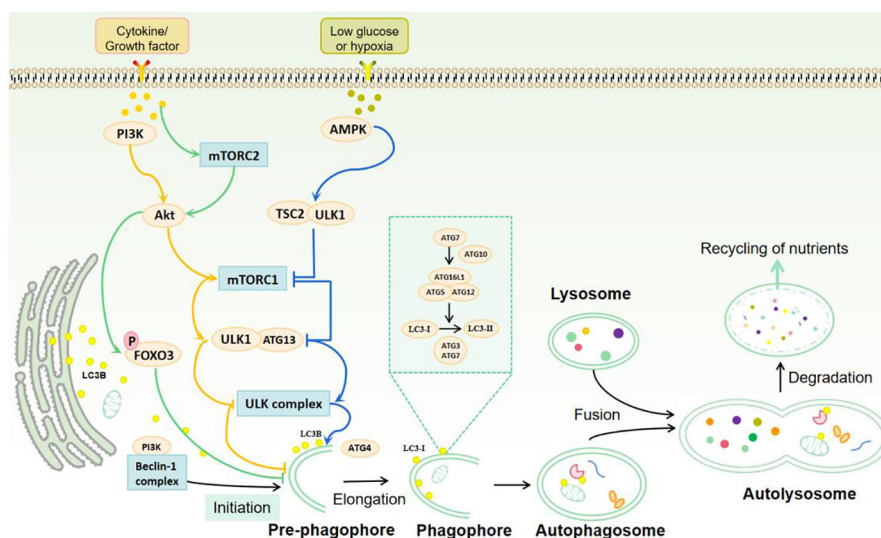 Cytokine/
Growth factor
Low glucose
or hypoxia
PI3K
mTORC2
AMPK
Akt
TSC2
ULK1
mTORC1
ULK1
ATG13
P
FOXO3
LC3B
ULK complex
PI3K
Beclin-1
complex
Initiation
LC3B
ATG4
Pre-phagophore
Elongation
LC3-I
Phagophore
ATG7
ATG10
ATG16L1
ATG5
ATG12
LC3-I
LC3-II
ATG3
ATG7
Autophagosome
Lysosome
Fusion
Recycling of nutrients
Degradation
Autolysosome